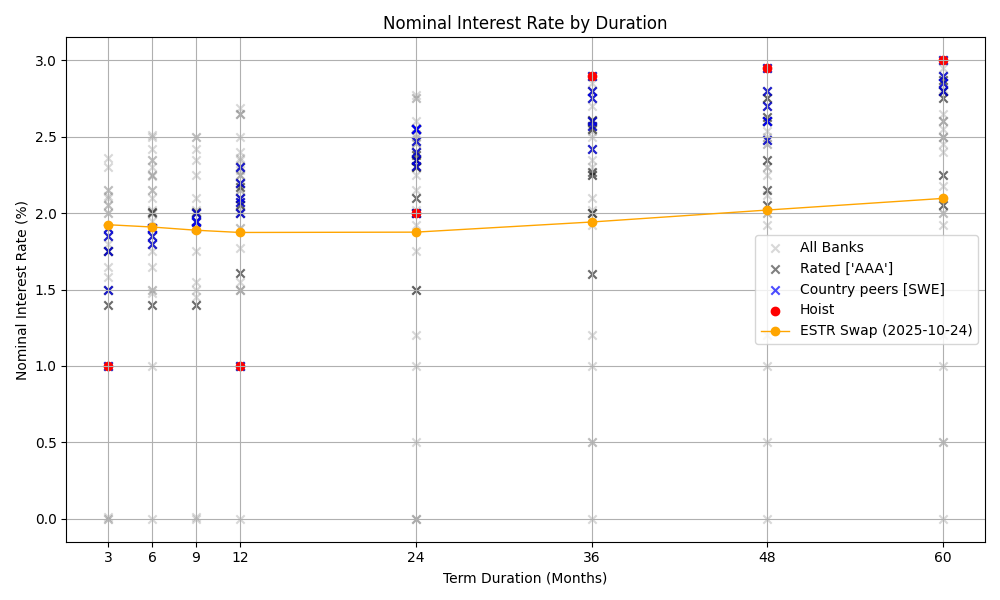 Nominal Interest Rate by Duration
Nominal Interest Rate (%)
3.0
2.5
2.0
1.5
1.0
0.5
0.0
All Banks
Rated ['AAA']
Country peers [SWE]
Hoist
ESTR Swap (2025-10-24)
3 6 9 12 24 36 48 60
Term Duration (Months)